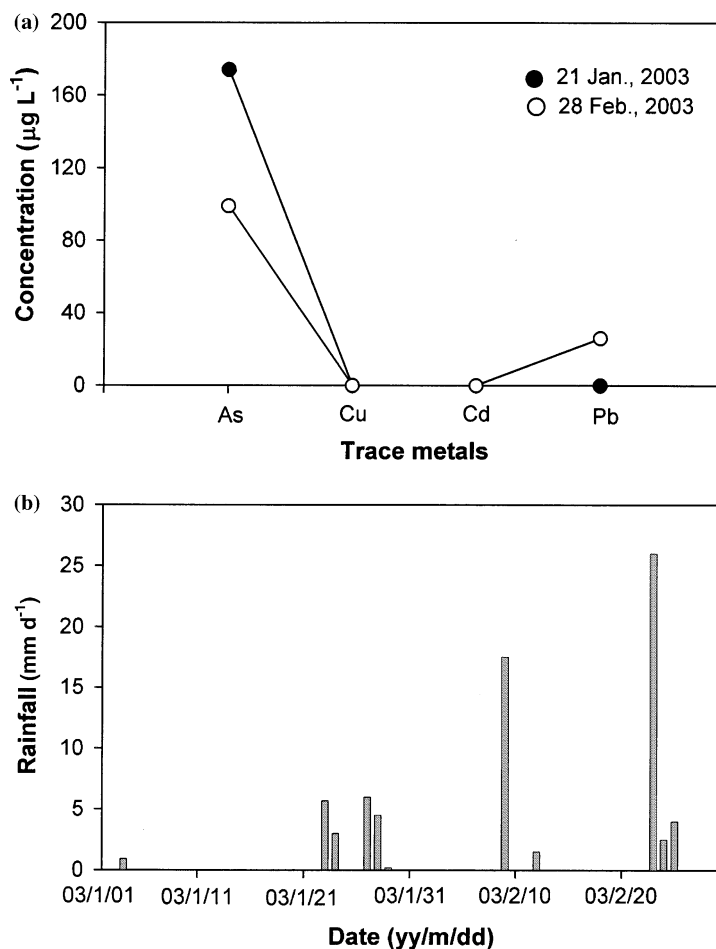 (a)
200
160
120
80
40
0
Concentration (µg L⁻¹)
21 Jan., 2003
28 Feb., 2003
As Cu Cd Pb
Trace metals
(b)
30
25
20
15
10
5
0
Rainfall (mm d⁻¹)
03/1/01 03/1/11 03/1/21 03/1/31 03/2/10 03/2/20
Date (yy/m/dd)